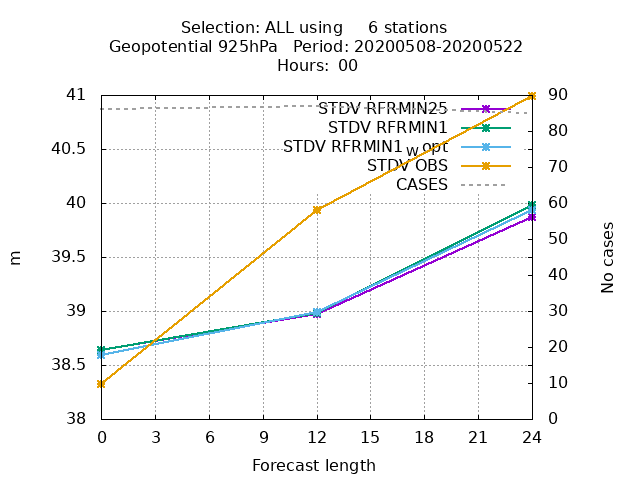 Selection: ALL using 6 stations
Geopotential 925hPa Period: 20200508-20200522
Hours: 00
41
40.5
40
39.5
39
38.5
38
m
STDV RFRMIN25
STDV RFRMIN1
STDV RFRMIN1_W_opt
STDV OBS
CASES
90
80
70
60
50
40
30
20
10
0
No cases
0 3 6 9 12 15 18 21 24
Forecast length